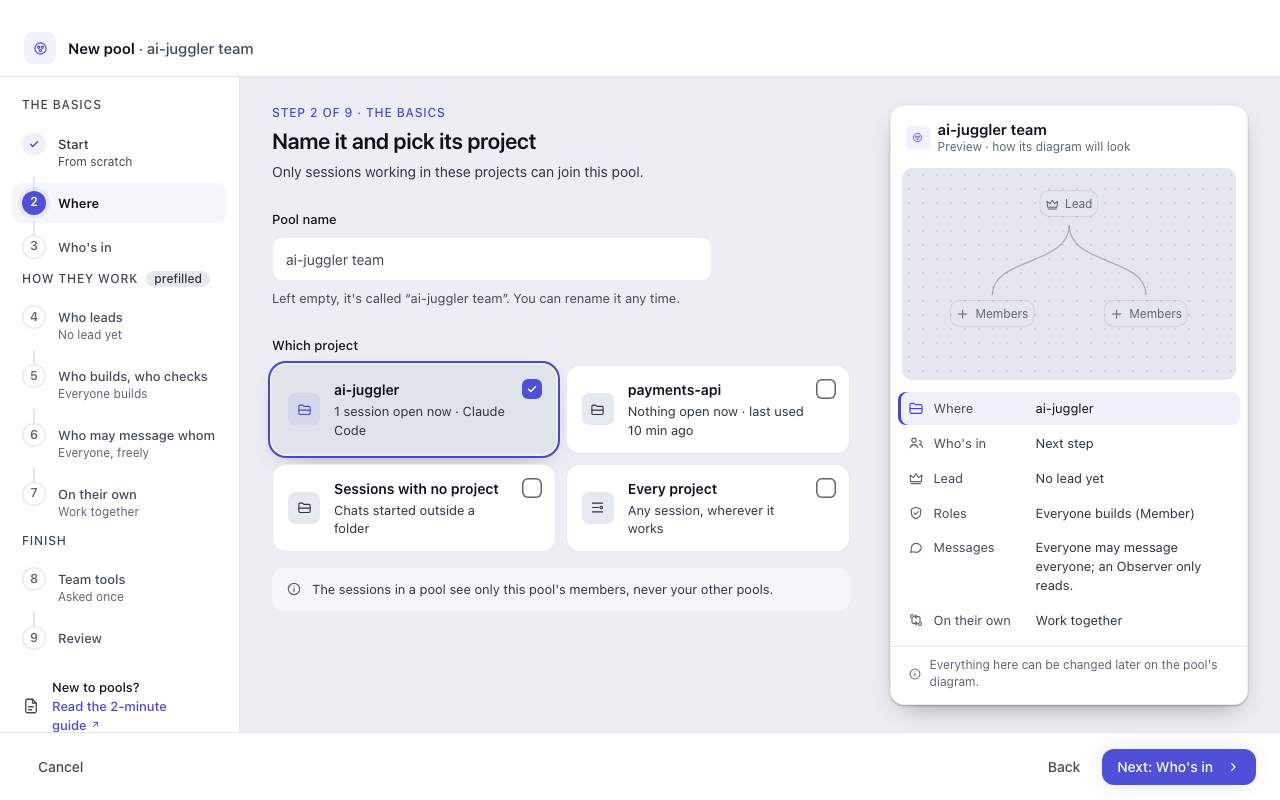 New pool · ai-juggler team
THE BASICS
Start
From scratch
2
Where
3
Who's in
HOW THEY WORK prefilled
4
Who leads
No lead yet
5
Who builds, who checks
Everyone builds
6
Who may message whom
Everyone, freely
7
On their own
Work together
FINISH
8
Team tools
Asked once
9
Review
New to pools?
Read the 2-minute
guide ↗
STEP 2 OF 9 · THE BASICS
Name it and pick its project
Only sessions working in these projects can join this pool.
Pool name
ai-juggler team
Left empty, it's called “ai-juggler team”. You can rename it any time.
Which project
ai-juggler
1 session open now · Claude
Code
payments-api
Nothing open now · last used
10 min ago
Sessions with no project
Chats started outside a
folder
Every project
Any session, wherever it
works
The sessions in a pool see only this pool's members, never your other pools.
ai-juggler team
Preview · how its diagram will look
Lead
Members
Members
Where ai-juggler
Who's in Next step
Lead No lead yet
Roles Everyone builds (Member)
Messages Everyone may message
everyone; an Observer only
reads.
On their own Work together
Everything here can be changed later on the pool's
diagram.
Cancel
Back
Next: Who's in